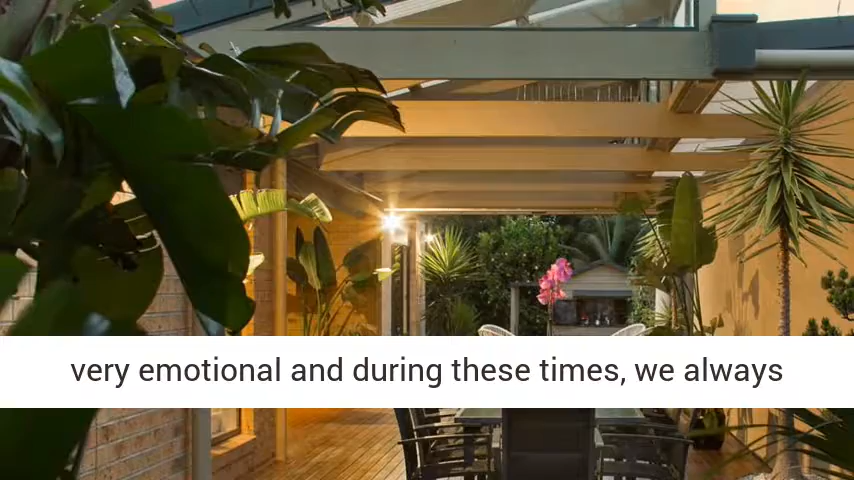 very emotional and during these times, we always